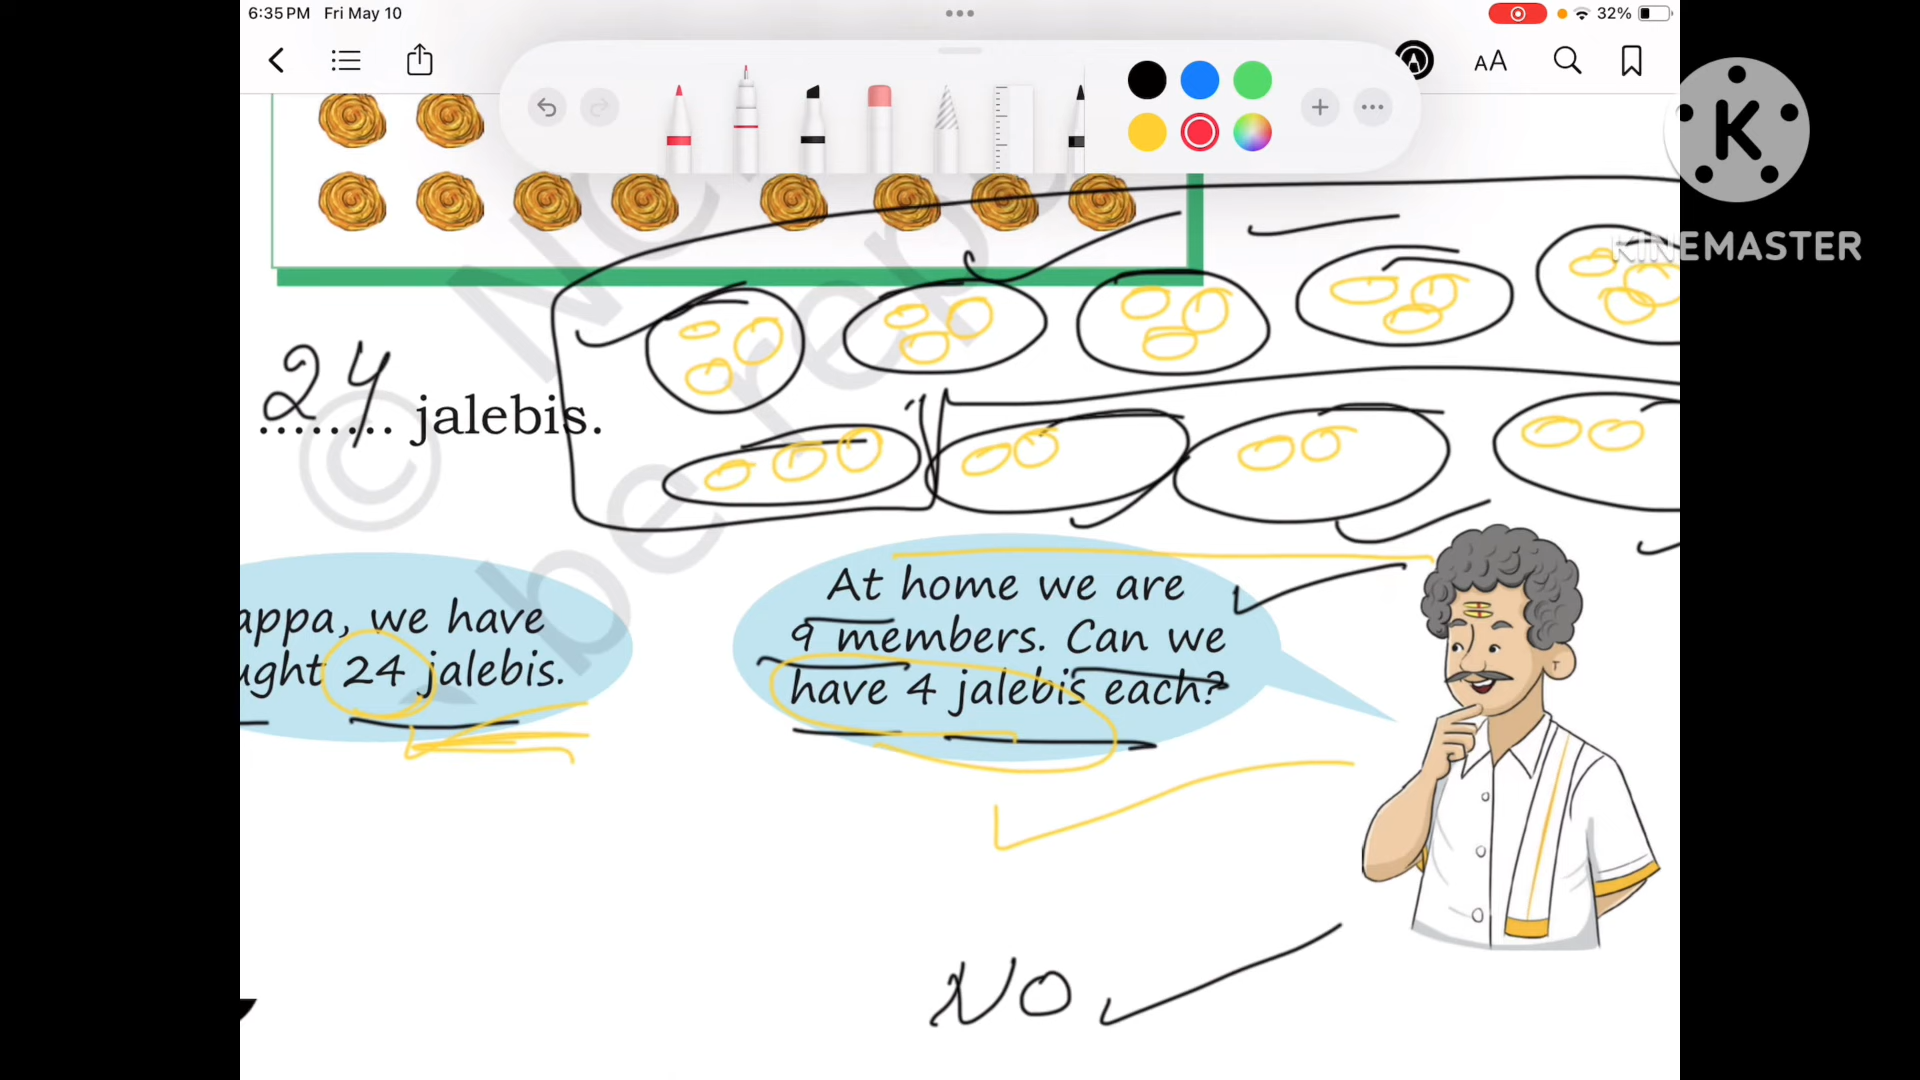 6:35 PM Fri May 10
32%
AA
K
KINEMASTER
24 jalebis.
appa, we have
ught 24 jalebis.
At home we are
9 members. Can we
have 4 jalebis each?
NO